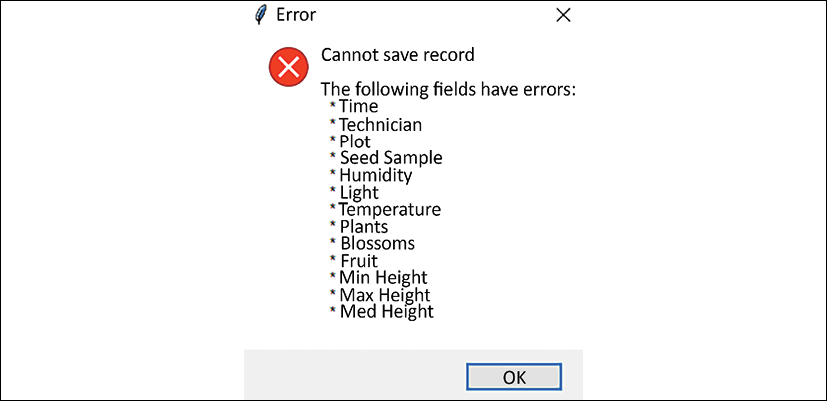 Error
Cannot save record
The following fields have errors:
* Time
* Technician
* Plot
* Seed Sample
* Humidity
* Light
* Temperature
* Plants
* Blossoms
* Fruit
* Min Height
* Max Height
* Med Height
OK